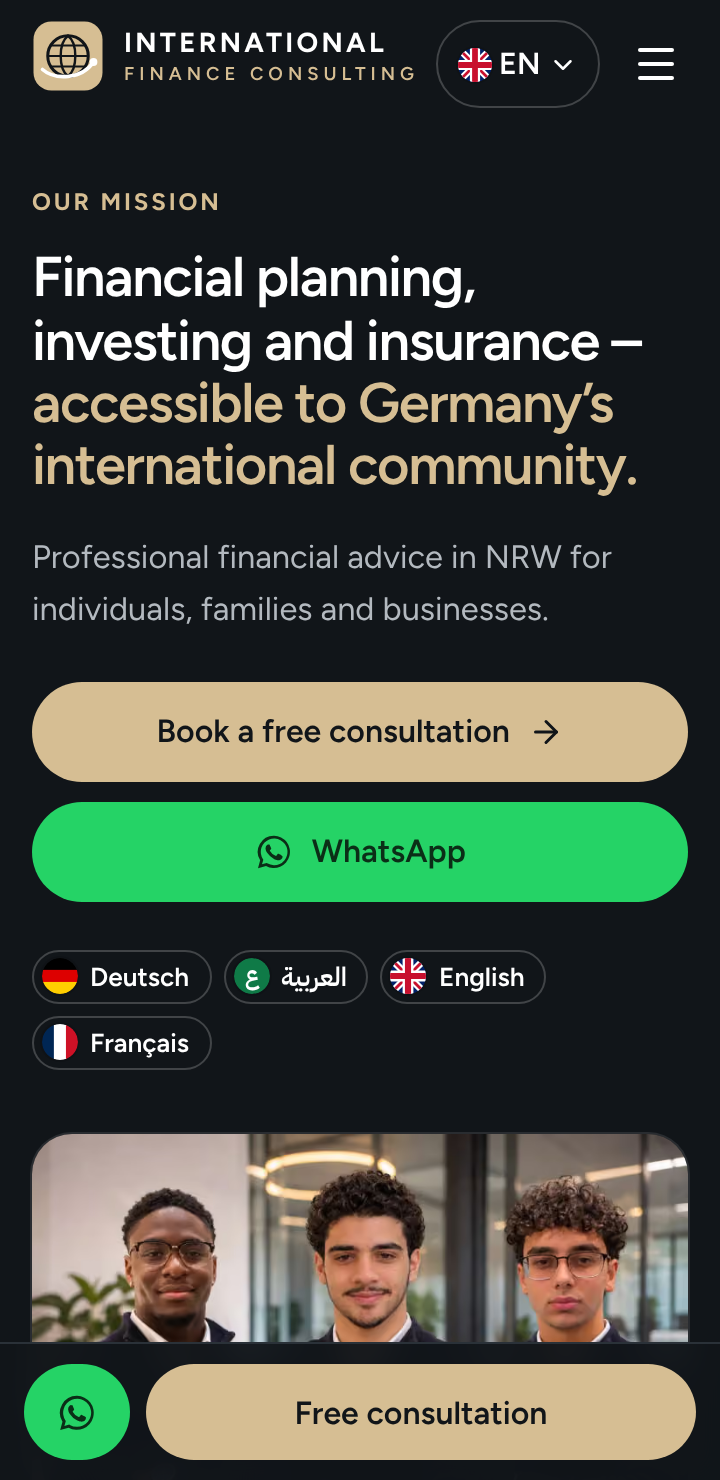 INTERNATIONAL
FINANCE CONSULTING
EN
OUR MISSION
Financial planning,
investing and insurance –
accessible to Germany’s
international community.
Professional financial advice in NRW for
individuals, families and businesses.
Book a free consultation →
WhatsApp
Deutsch
ع العربية
English
Français
Free consultation